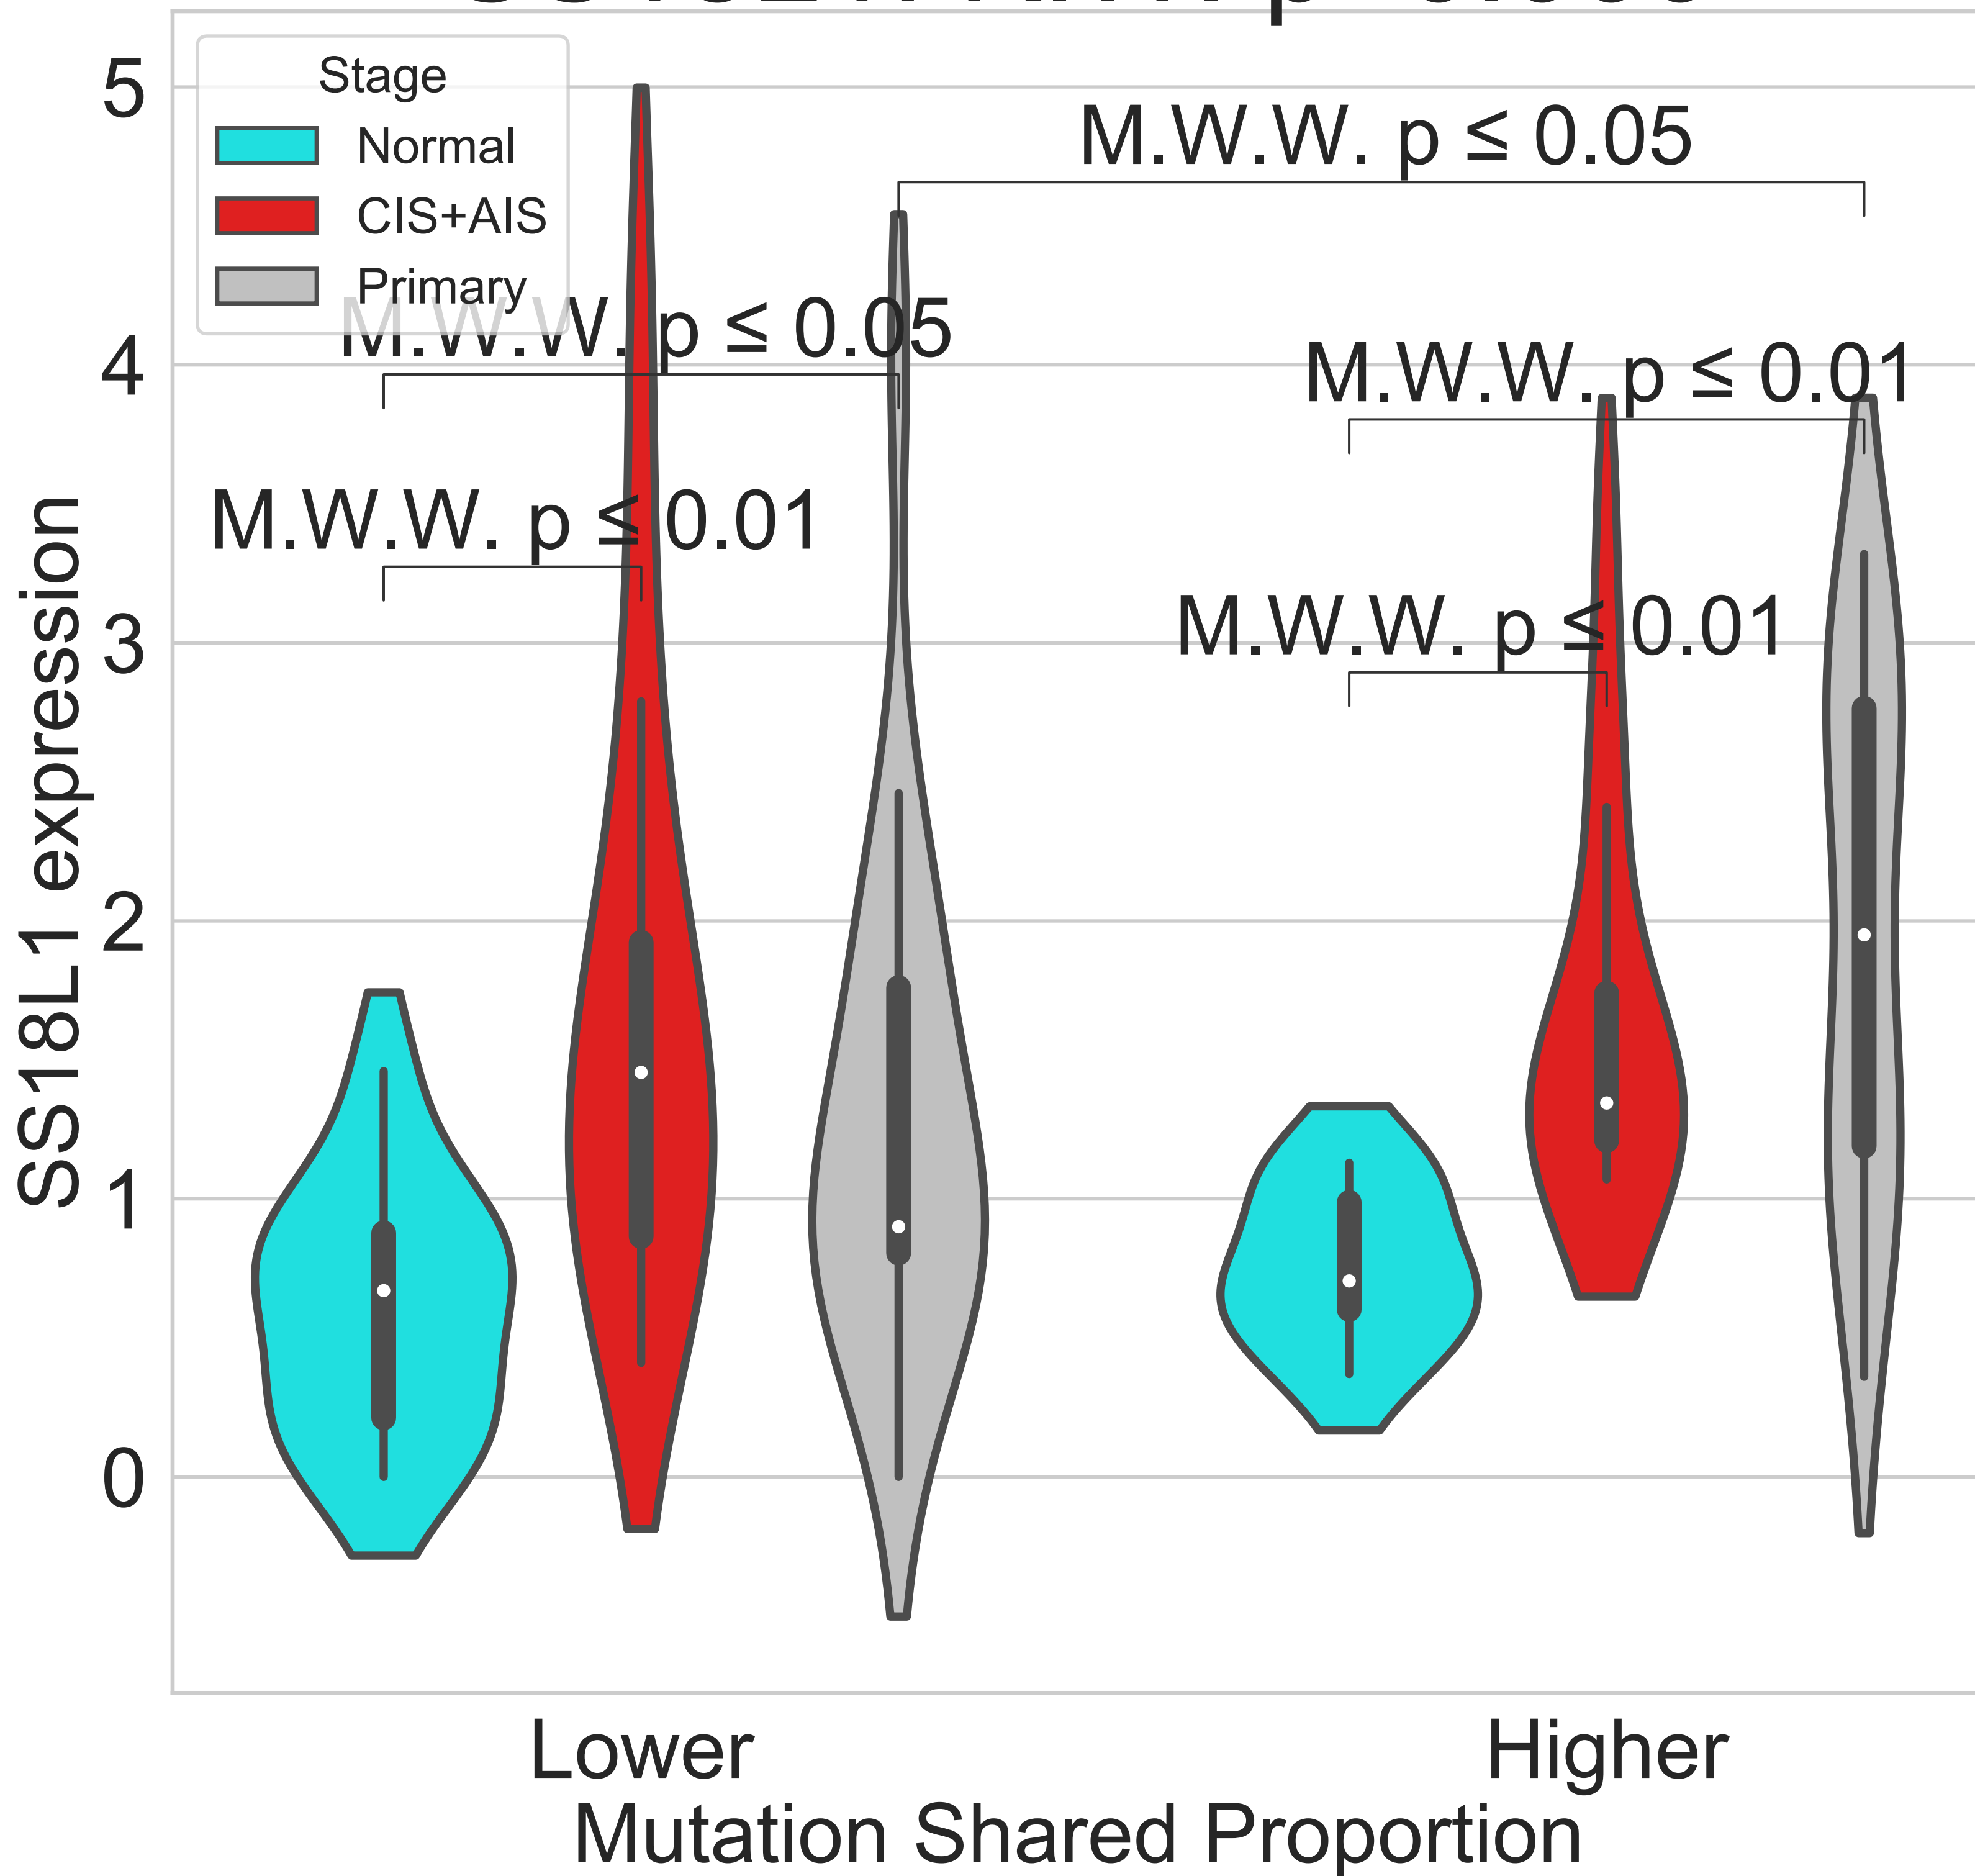 Stage
Normal
CIS+AIS
Primary
M.W.W. p ≤ 0.05
M.W.W. p ≤ 0.05
M.W.W. p ≤ 0.01
M.W.W. p ≤ 0.01
M.W.W. p ≤ 0.01
SS18L1 expression
5
4
3
2
1
0
Lower
Higher
Mutation Shared Proportion